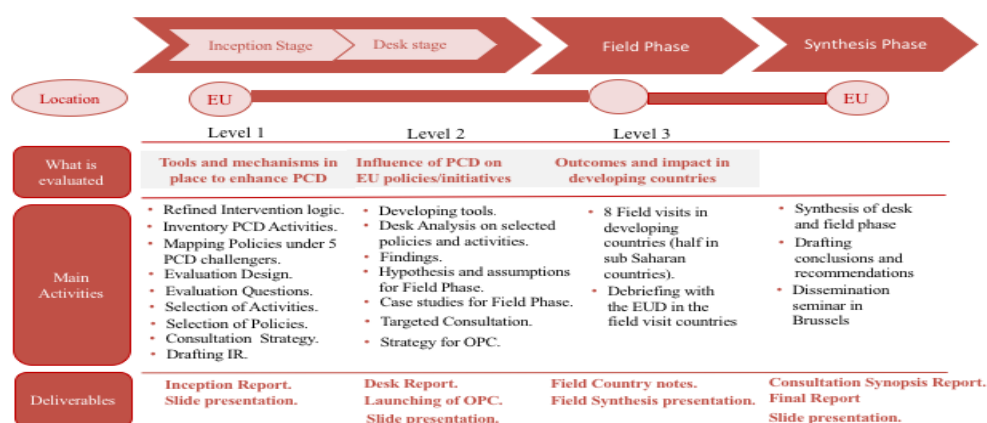 Inception Stage
Desk stage
Field Phase
Synthesis Phase
Location
EU
EU
Level 1
Level 2
Level 3
What is
evaluated
Tools and mechanisms in
place to enhance PCD
Influence of PCD on
EU policies/initiatives
Outcomes and impact in
developing countries
Main
Activities
• Refined Intervention logic.
• Inventory PCD Activities.
• Mapping Policies under 5
PCD challengers.
• Evaluation Design.
• Evaluation Questions.
• Selection of Activities.
• Selection of Policies.
• Consultation Strategy.
• Drafting IR.
• Developing tools.
• Desk Analysis on selected
policies and activities.
• Findings.
• Hypothesis and assumptions
for Field Phase.
• Case studies for Field Phase.
• Targeted Consultation.
• Strategy for OPC.
• 8 Field visits in
developing
countries (half in
sub Saharan
countries).
• Debriefing with
the EUD in the
field visit countries
• Synthesis of desk
and field phase
• Drafting
conclusions and
recommendations
• Dissemination
seminar in
Brussels
Deliverables
Inception Report.
Slide presentation.
Desk Report.
Launching of OPC.
Slide presentation.
Field Country notes.
Field Synthesis presentation.
Consultation Synopsis Report.
Final Report
Slide presentation.